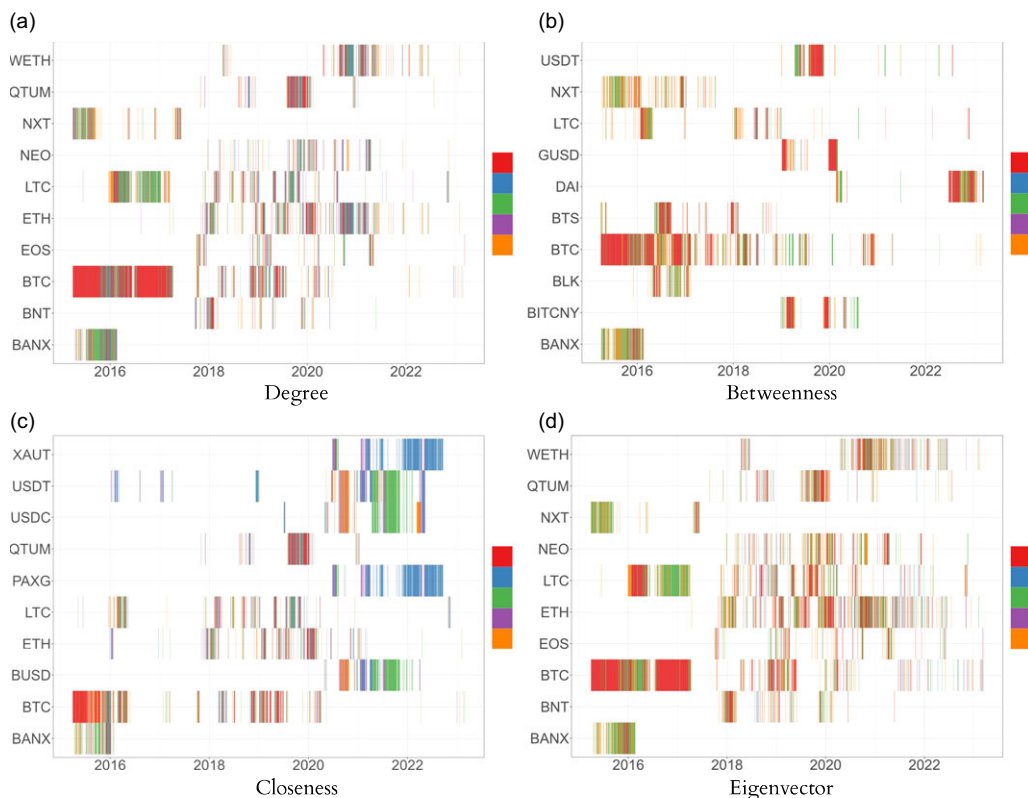 (a)
WETH
QTUM
NXT
NEO
LTC
ETH
EOS
BTC
BNT
BANX
2016 2018 2020 2022
Degree
(b)
USDT
NXT
LTC
GUSD
DAI
BTS
BTC
BLK
BITCNY
BANX
2016 2018 2020 2022
Betweenness
(c)
XAUT
USDT
USDC
QTUM
PAXG
LTC
ETH
BUSD
BTC
BANX
2016 2018 2020 2022
Closeness
(d)
WETH
QTUM
NXT
NEO
LTC
ETH
EOS
BTC
BNT
BANX
2016 2018 2020 2022
Eigenvector